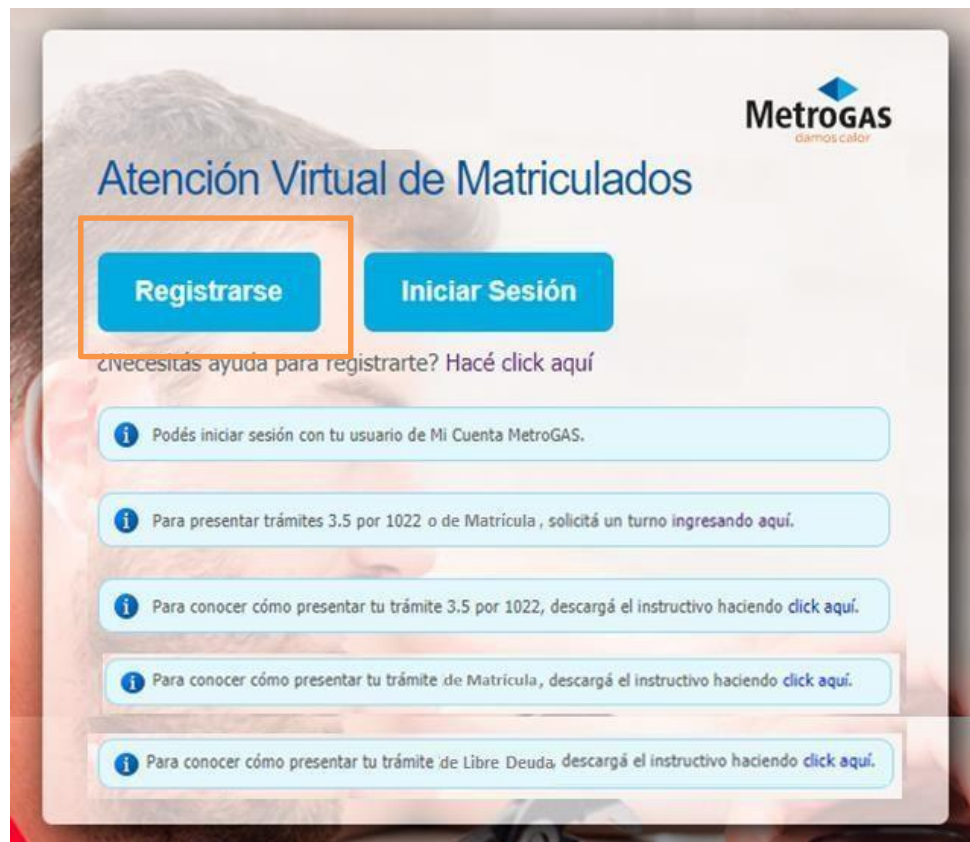 MetroGAS
damos calor
Atención Virtual de Matriculados
Registrarse
Iniciar Sesión
¿Necesitás ayuda para registrarte? Hacé click aquí
Podés iniciar sesión con tu usuario de Mi Cuenta MetroGAS.
Para presentar trámites 3.5 por 1022 o de Matrícula, solicitá un turno ingresando aquí.
Para conocer cómo presentar tu trámite 3.5 por 1022, descargá el instructivo haciendo click aquí.
Para conocer cómo presentar tu trámite de Matrícula, descargá el instructivo haciendo click aquí.
Para conocer cómo presentar tu trámite de Libre Deuda, descargá el instructivo haciendo click aquí.